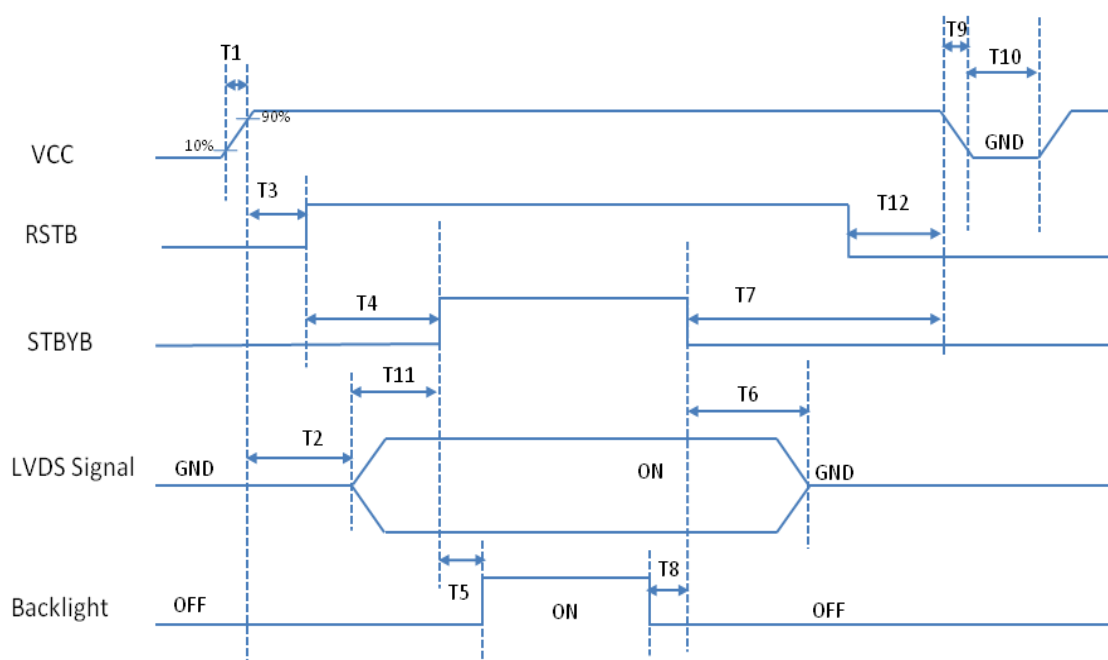 T9
T1
T10
90%
10%
GND
VCC
T3
T12
RSTB
T4
T7
STBYB
T11
T6
T2
LVDS Signal
GND
ON
GND
T5
T8
Backlight
OFF
ON
OFF